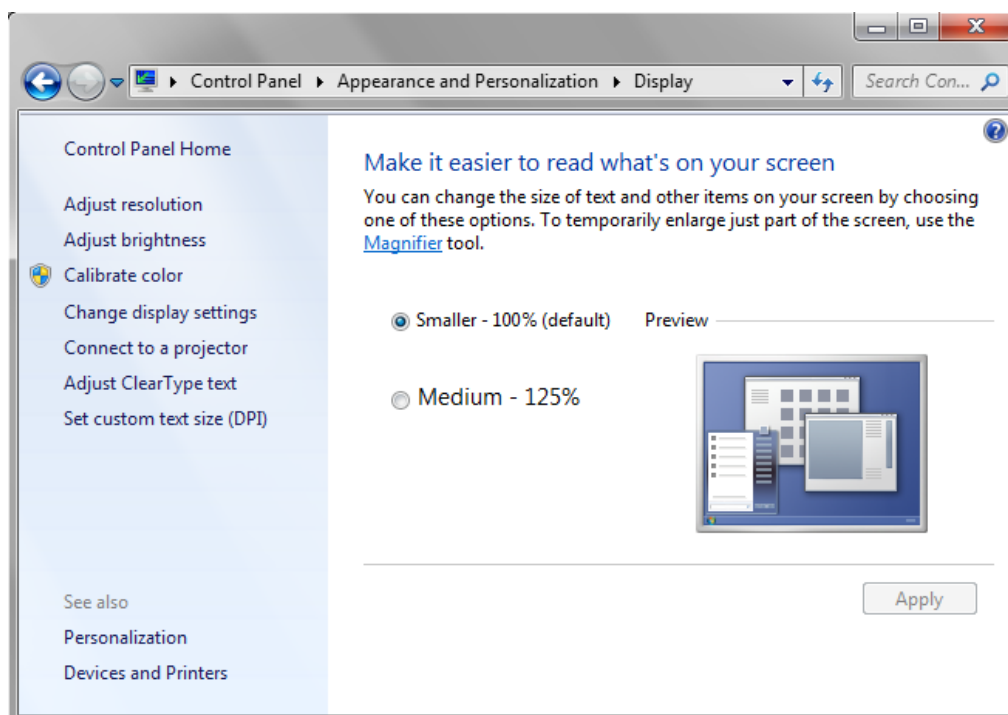 Control Panel Appearance and Personalization Display
Search Con...
Control Panel Home
Adjust resolution
Adjust brightness
Calibrate color
Change display settings
Connect to a projector
Adjust ClearType text
Set custom text size (DPI)
See also
Personalization
Devices and Printers
Make it easier to read what's on your screen
You can change the size of text and other items on your screen by choosing
one of these options. To temporarily enlarge just part of the screen, use the
Magnifier tool.
Smaller - 100% (default)
Preview
Medium - 125%
Apply